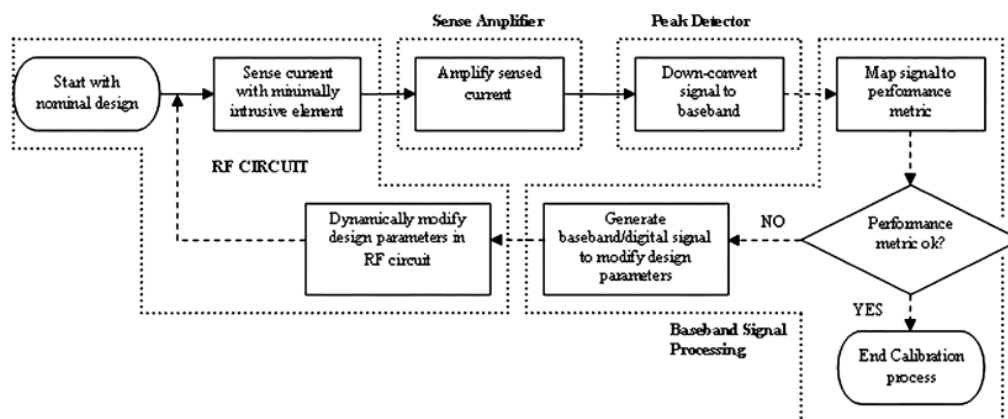 Sense Amplifier
Peak Detector
Start with
nominal design
Sense current
with minimally
intrusive element
Amplify sensed
current
Down-convert
signal to
baseband
Map signal to
performance
metric
RF CIRCUIT
Dynamically modify
design parameters in
RF circuit
Generate
baseband/digital signal
to modify design
parameters
NO
Performance
metric ok?
YES
Baseband Signal
Processing
End Calibration
process